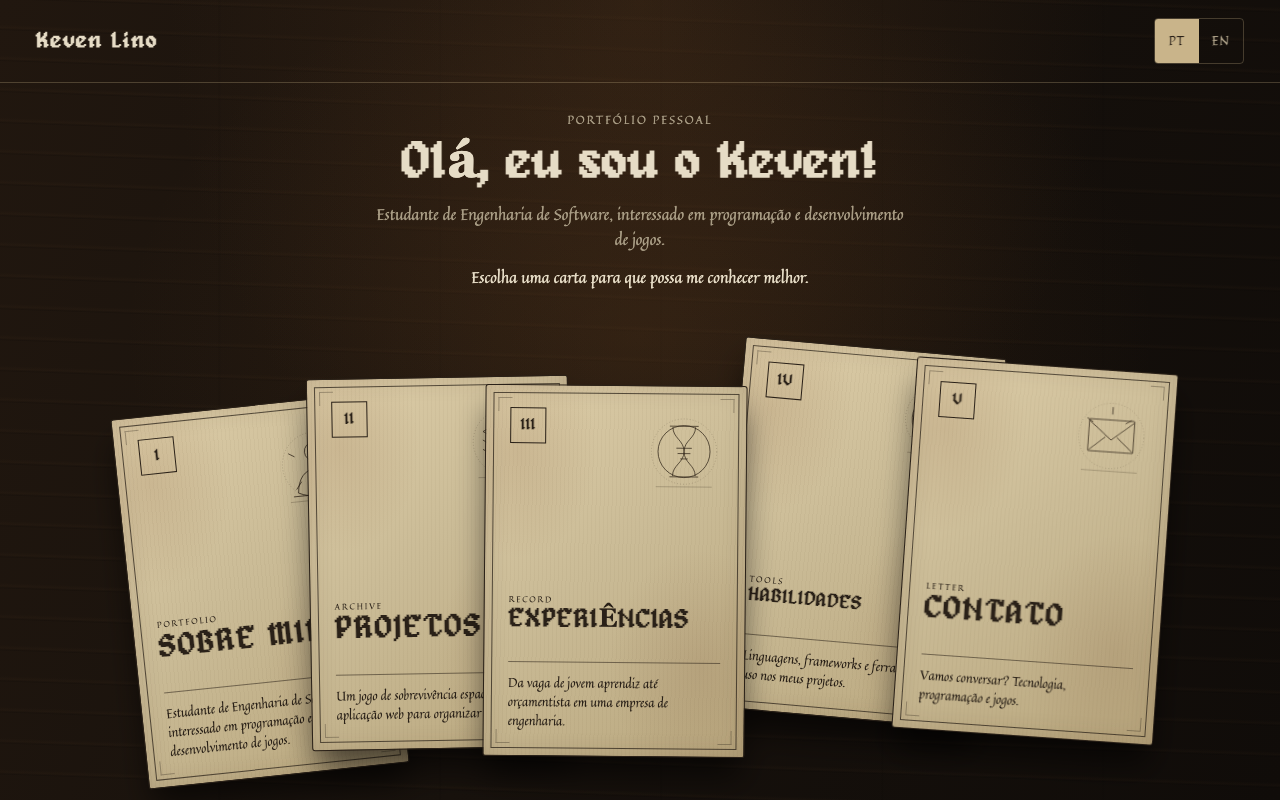 Keven Lino
PT
EN
PORTFÓLIO PESSOAL
Olá, eu sou o Keven!
Estudante de Engenharia de Software, interessado em programação e desenvolvimento
de jogos.
Escolha uma carta para que possa me conhecer melhor.
I
PORTFOLIO
SOBRE
Estudante de Engenharia de
interessado em programação
desenvolvimento de jogos.
II
ARCHIVE
PROJETOS
Um jogo de sobrevivência
aplicação web para organizar
III
RECORD
EXPERIÊNCIAS
Da vaga de jovem aprendiz até
orçamentista em uma empresa de
engenharia.
IV
TOOLS
HABILIDADES
Linguagens, frameworks e
uso nos meus projetos.
V
LETTER
CONTATO
Vamos conversar? Tecnologia,
programação e jogos.